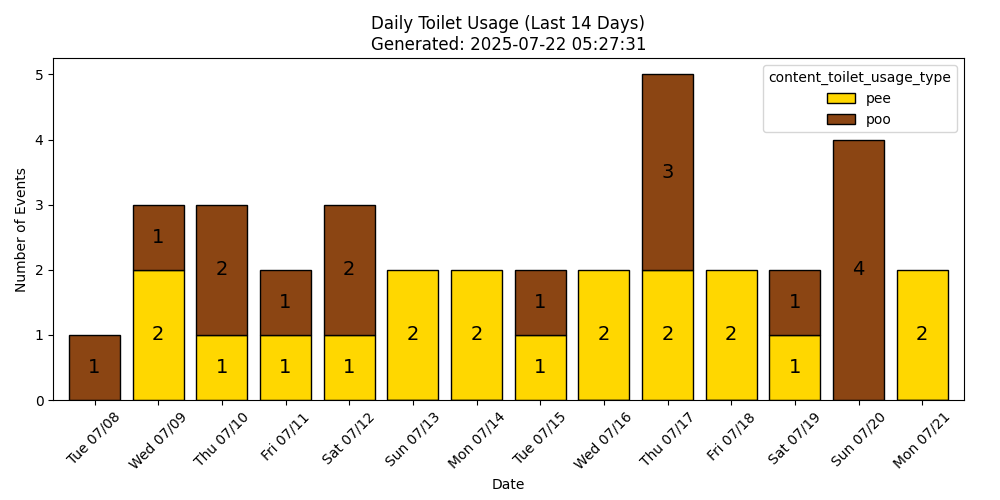 Daily Toilet Usage (Last 14 Days)
Generated: 2025-07-22 05:27:31
content_toilet_usage_type
pee
poo
Number of Events
5
4
3
2
1
0
1
2
1
1
2
1
1
1
2
2
2
1
1
2
2
3
2
1
1
4
2
Tue 07/08
Wed 07/09
Thu 07/10
Fri 07/11
Sat 07/12
Sun 07/13
Mon 07/14
Tue 07/15
Wed 07/16
Thu 07/17
Fri 07/18
Sat 07/19
Sun 07/20
Mon 07/21
Date